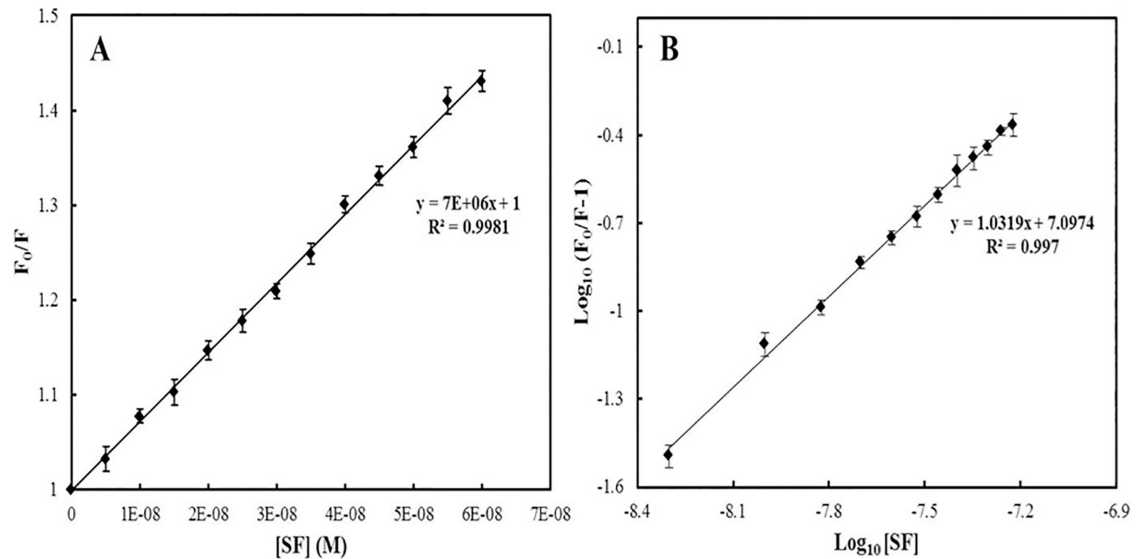 A
1.5
1.4
1.3
1.2
1.1
1
F₀/F
y = 7E+06x + 1
R² = 0.9981
0 1E-08 2E-08 3E-08 4E-08 5E-08 6E-08 7E-08
[SF] (M)
B
-0.1
-0.4
-0.7
-1
-1.3
-1.6
Log₁₀ (F₀/F-1)
y = 1.0319x + 7.0974
R² = 0.997
-8.4 -8.1 -7.8 -7.5 -7.2 -6.9
Log₁₀ [SF]